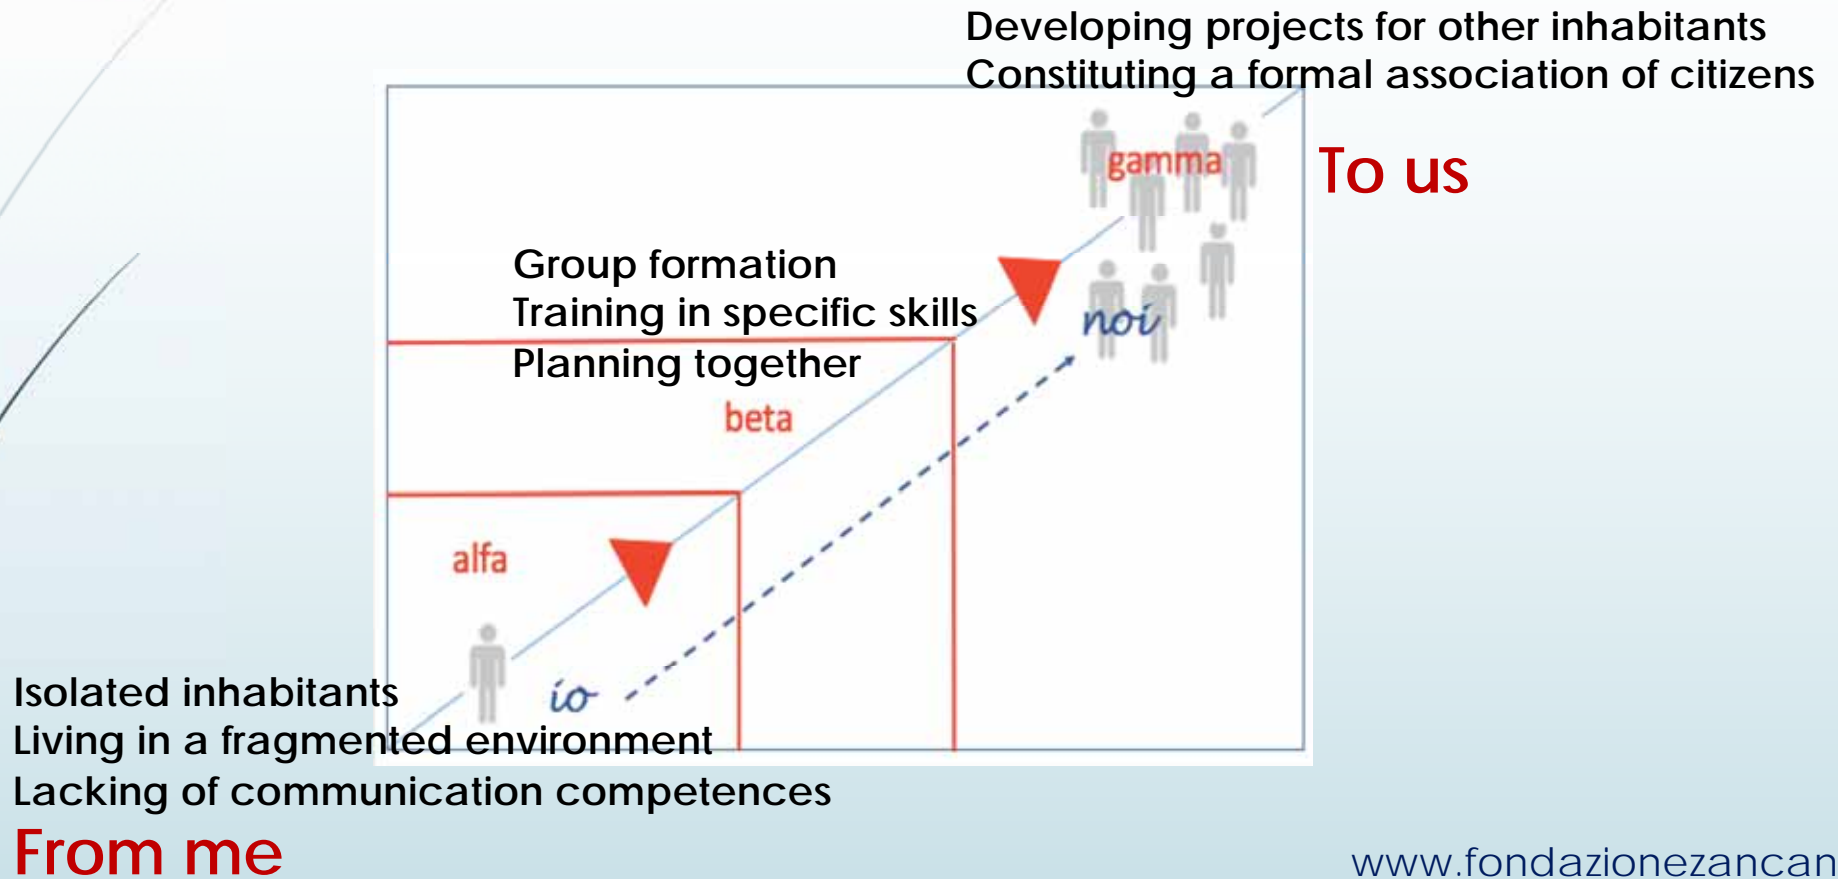 Developing projects for other inhabitants
Constituting a formal association of citizens
gamma
To us
Group formation
Training in specific skills
Planning together
noi
beta
alfa
io
Isolated inhabitants
Living in a fragmented environment
Lacking of communication competences
From me
www.fondazionezancan